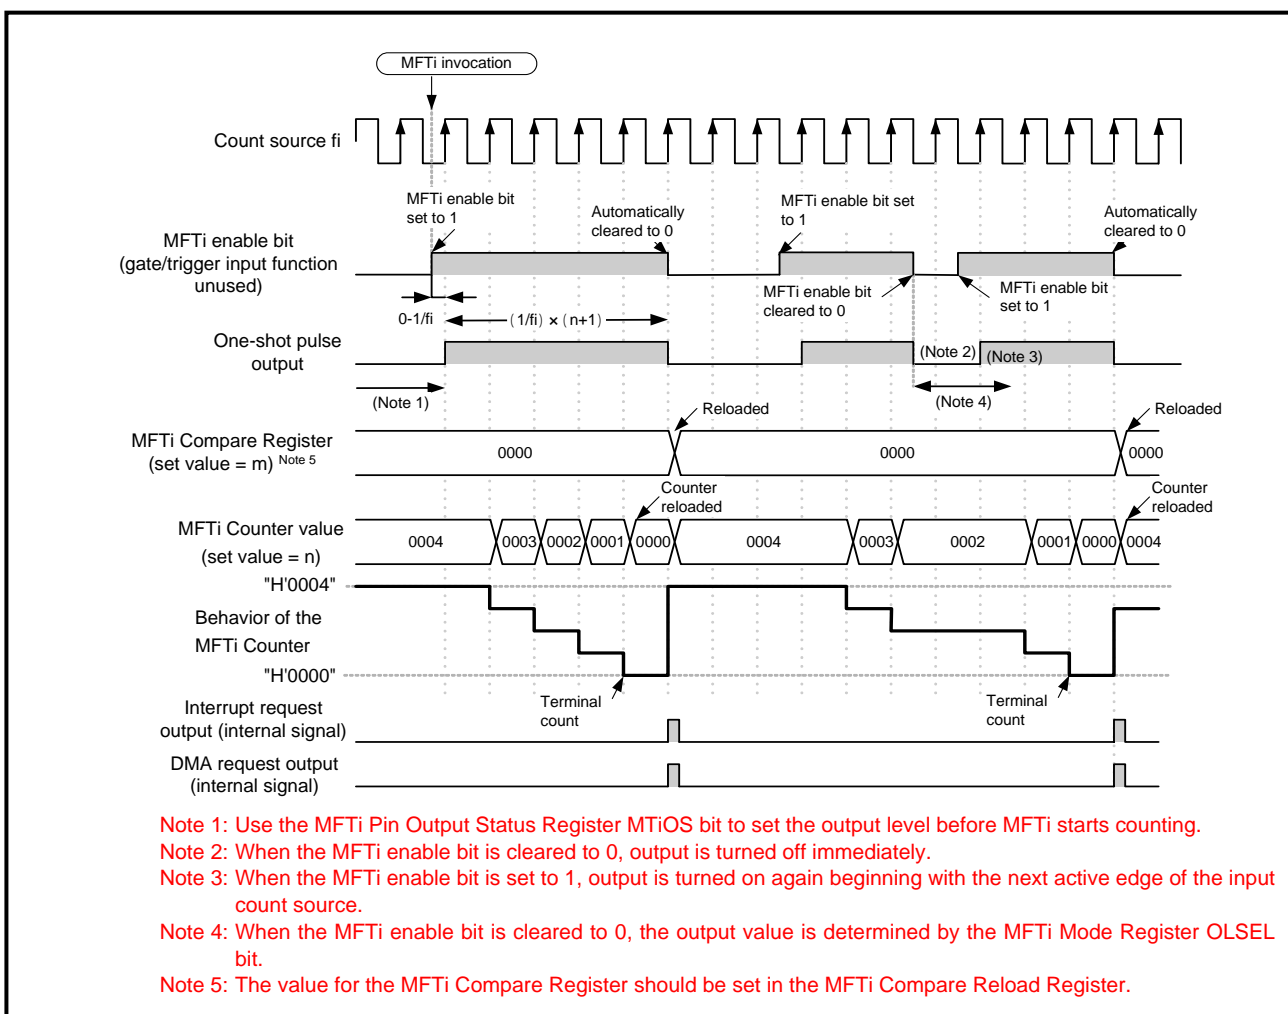 MFTi invocation
Count source fi
MFTi enable bit
set to 1
Automatically
cleared to 0
MFTi enable bit set
to 1
Automatically
cleared to 0
MFTi enable bit
(gate/trigger input function
unused)
MFTi enable bit
cleared to 0
MFTi enable bit
set to 1
0-1/fi
(1/fi) × (n+1)
One-shot pulse
output
(Note 2)
(Note 3)
(Note 1)
(Note 4)
Reloaded
Reloaded
MFTi Compare Register
(set value = m) Note 5
0000
0000
0000
Counter
reloaded
Counter
reloaded
MFTi Counter value
(set value = n)
0004
0003
0002
0001
0000
0004
0003
0002
0001
0000
0004
"H'0004"
Behavior of the
MFTi Counter
"H'0000"
Terminal
count
Terminal
count
Interrupt request
output (internal signal)
DMA request output
(internal signal)
Note 1: Use the MFTi Pin Output Status Register MTiOS bit to set the output level before MFTi starts counting.
Note 2: When the MFTi enable bit is cleared to 0, output is turned off immediately.
Note 3: When the MFTi enable bit is set to 1, output is turned on again beginning with the next active edge of the input
count source.
Note 4: When the MFTi enable bit is cleared to 0, the output value is determined by the MFTi Mode Register OLSEL
bit.
Note 5: The value for the MFTi Compare Register should be set in the MFTi Compare Reload Register.